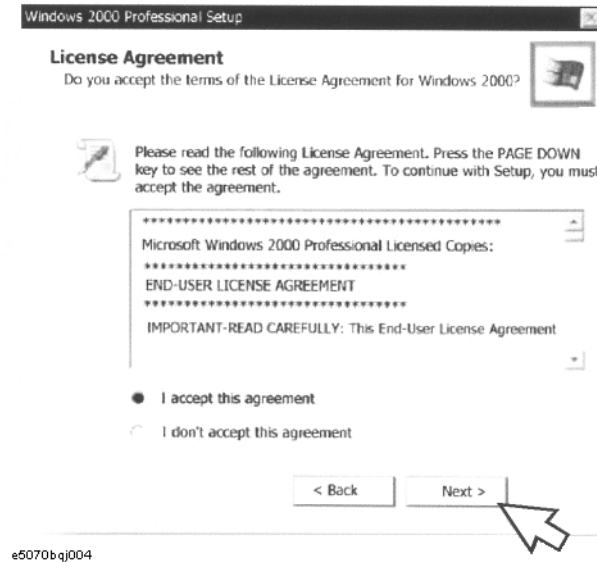 Windows 2000 Professional Setup
License Agreement
Do you accept the terms of the License Agreement for Windows 2000?
Please read the following License Agreement. Press the PAGE DOWN
key to see the rest of the agreement. To continue with Setup, you must
accept the agreement.
*********************************************
Microsoft Windows 2000 Professional Licensed Copies:
*********************************
END-USER LICENSE AGREEMENT
*********************************
IMPORTANT-READ CAREFULLY: This End-User License Agreement
I accept this agreement
I don't accept this agreement
< Back
Next >
e5070bqj004